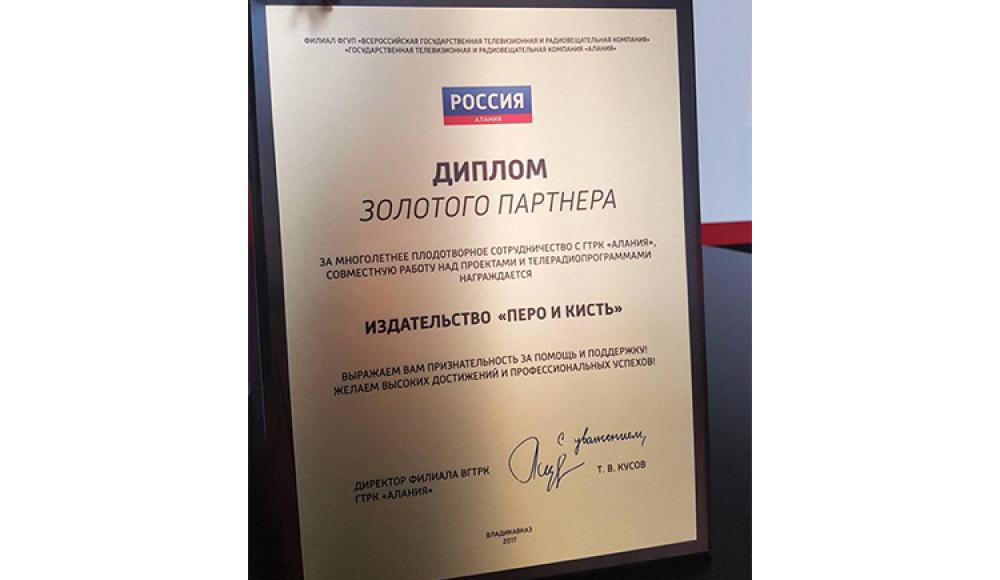 ФИЛИАЛ ФГУП «ВСЕРОССИЙСКАЯ ГОСУДАРСТВЕННАЯ ТЕЛЕВИЗИОННАЯ И РАДИОВЕЩАТЕЛЬНАЯ КОМПАНИЯ»
«ГОСУДАРСТВЕННАЯ ТЕЛЕВИЗИОННАЯ И РАДИОВЕЩАТЕЛЬНАЯ КОМПАНИЯ «АЛАНИЯ»
РОССИЯ
АЛАНИЯ
ДИПЛОМ
ЗОЛОТОГО ПАРТНЕРА
ЗА МНОГОЛЕТНЕЕ ПЛОДОТВОРНОЕ СОТРУДНИЧЕСТВО С ГТРК «АЛАНИЯ»,
СОВМЕСТНУЮ РАБОТУ НАД ПРОЕКТАМИ И ТЕЛЕРАДИОПРОГРАММАМИ
НАГРАЖДАЕТСЯ
ИЗДАТЕЛЬСТВО «ПЕРО И КИСТЬ»
ВЫРАЖАЕМ ВАМ ПРИЗНАТЕЛЬНОСТЬ ЗА ПОМОЩЬ И ПОДДЕРЖКУ!
ЖЕЛАЕМ ВЫСОКИХ ДОСТИЖЕНИЙ И ПРОФЕССИОНАЛЬНЫХ УСПЕХОВ!
С уважением,
ДИРЕКТОР ФИЛИАЛА ВГТРК
ГТРК «АЛАНИЯ»
Т. В. КУСОВ
ВЛАДИКАВКАЗ
2017